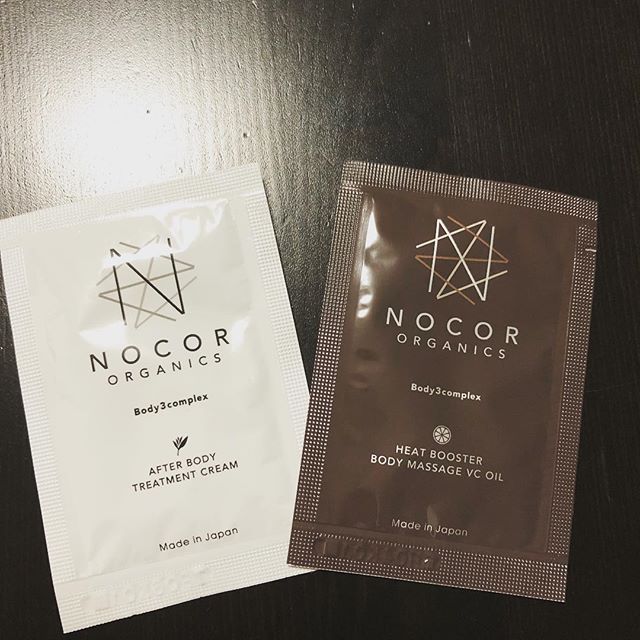 NOCOR
ORGANICS
Body3complex
AFTER BODY
TREATMENT CREAM
Made in Japan
NOCOR
ORGANICS
Body3complex
HEAT BOOSTER
BODY MASSAGE VC OIL
Made in Japan